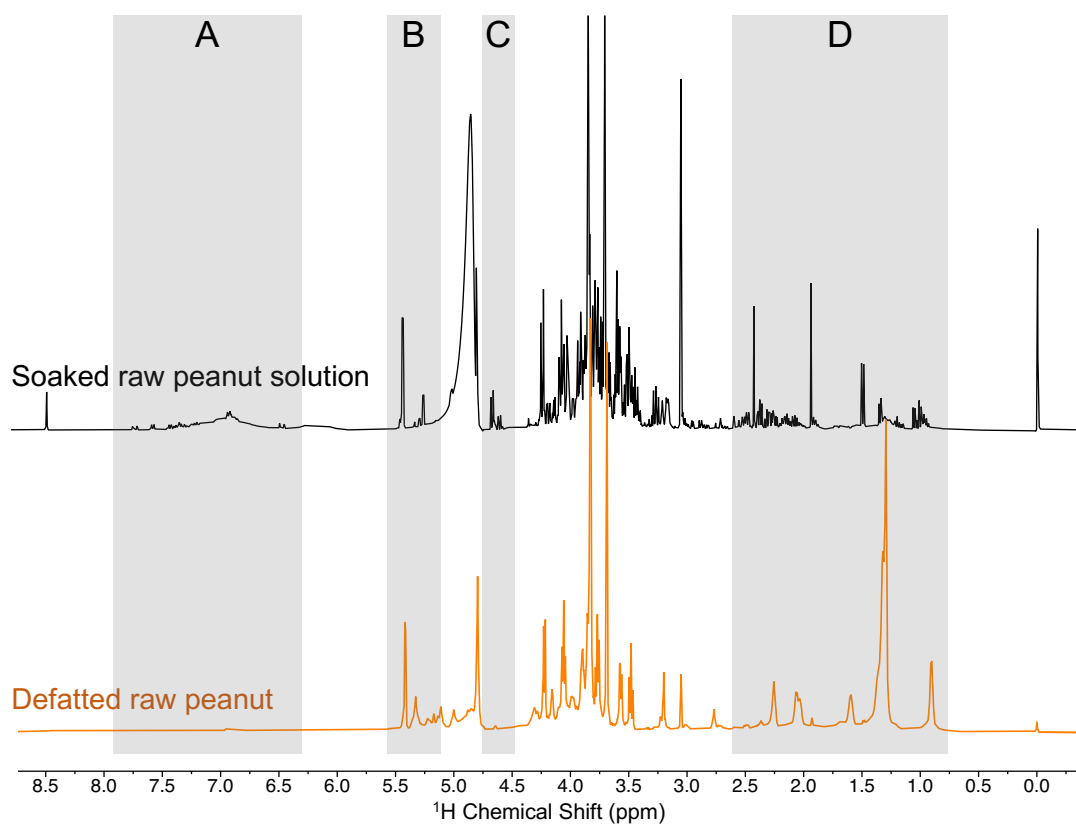 A B C D
Soaked raw peanut solution
Defatted raw peanut
8.5 8.0 7.5 7.0 6.5 6.0 5.5 5.0 4.5 4.0 3.5 3.0 2.5 2.0 1.5 1.0 0.5 0.0
¹H Chemical Shift (ppm)